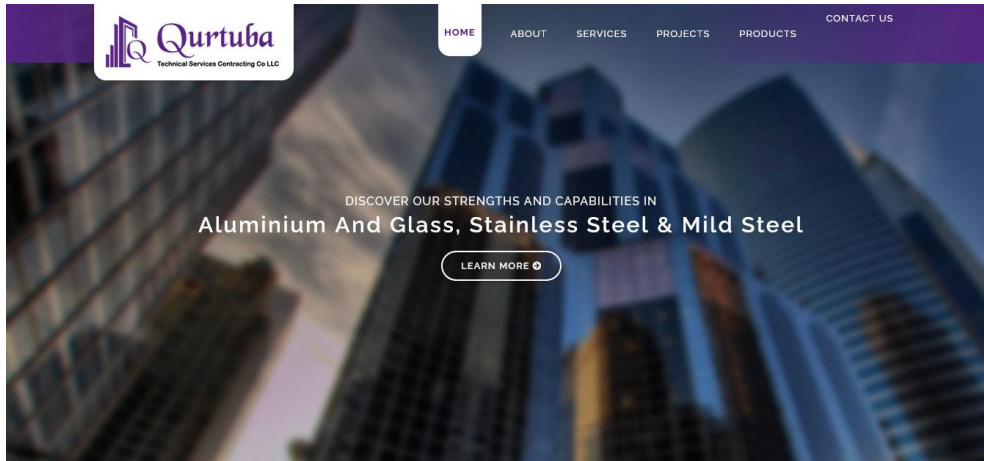 Qurtuba
Technical Services Contracting Co LLC
HOME
ABOUT
SERVICES
PROJECTS
PRODUCTS
CONTACT US
DISCOVER OUR STRENGTHS AND CAPABILITIES IN
Aluminium And Glass, Stainless Steel & Mild Steel
LEARN MORE